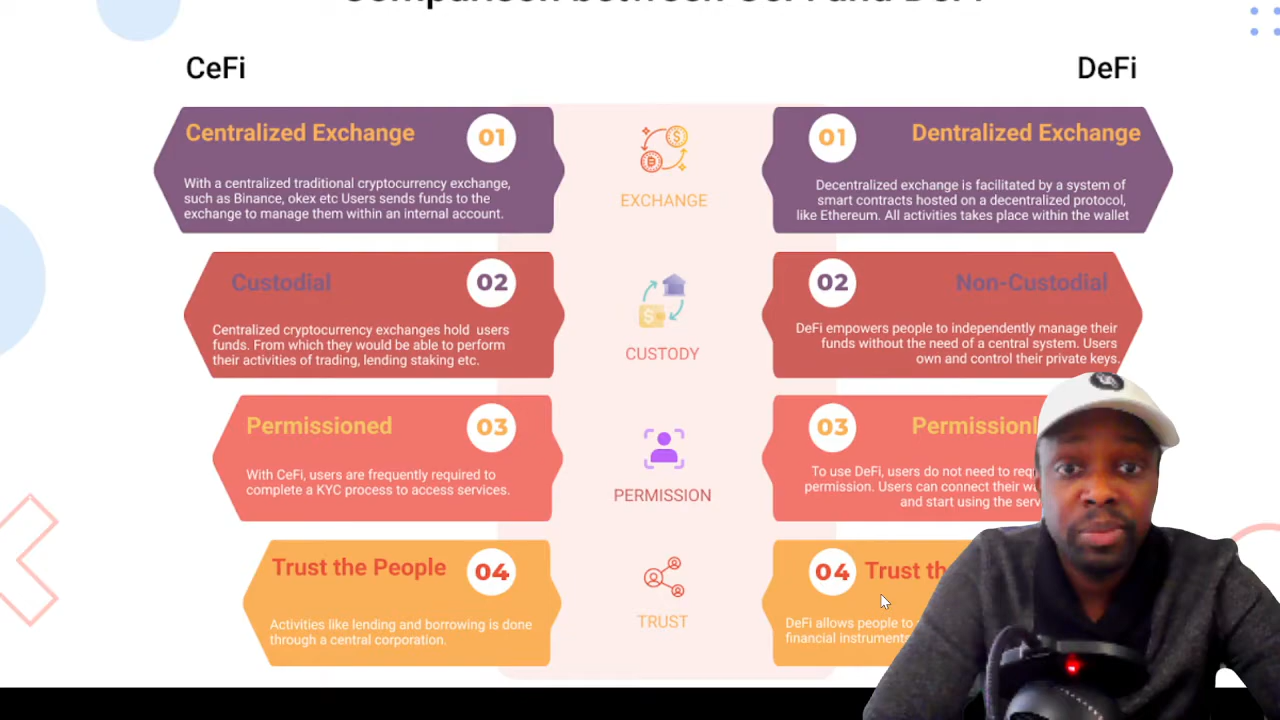 CeFi
DeFi
Centralized Exchange
01
With a centralized traditional cryptocurrency exchange,
such as Binance, okex etc Users sends funds to the
exchange to manage them within an internal account.
EXCHANGE
01
Dentralized Exchange
Decentralized exchange is facilitated by a system of
smart contracts hosted on a decentralized protocol,
like Ethereum. All activities takes place within the wallet
Custodial
02
Centralized cryptocurrency exchanges hold users
funds. From which they would be able to perform
their activities of trading, lending staking etc.
CUSTODY
02
Non-Custodial
DeFi empowers people to independently manage their
funds without the need of a central system. Users
own and control their private keys.
Permissioned
03
With CeFi, users are frequently required to
complete a KYC process to access services.
PERMISSION
03
To use DeFi, users do not need to
permission. Users can connect their
and start using the
Trust the People
04
Activities like lending and borrowing is done
through a central corporation.
TRUST
04
Trust
DeFi allows people to
financial instruments